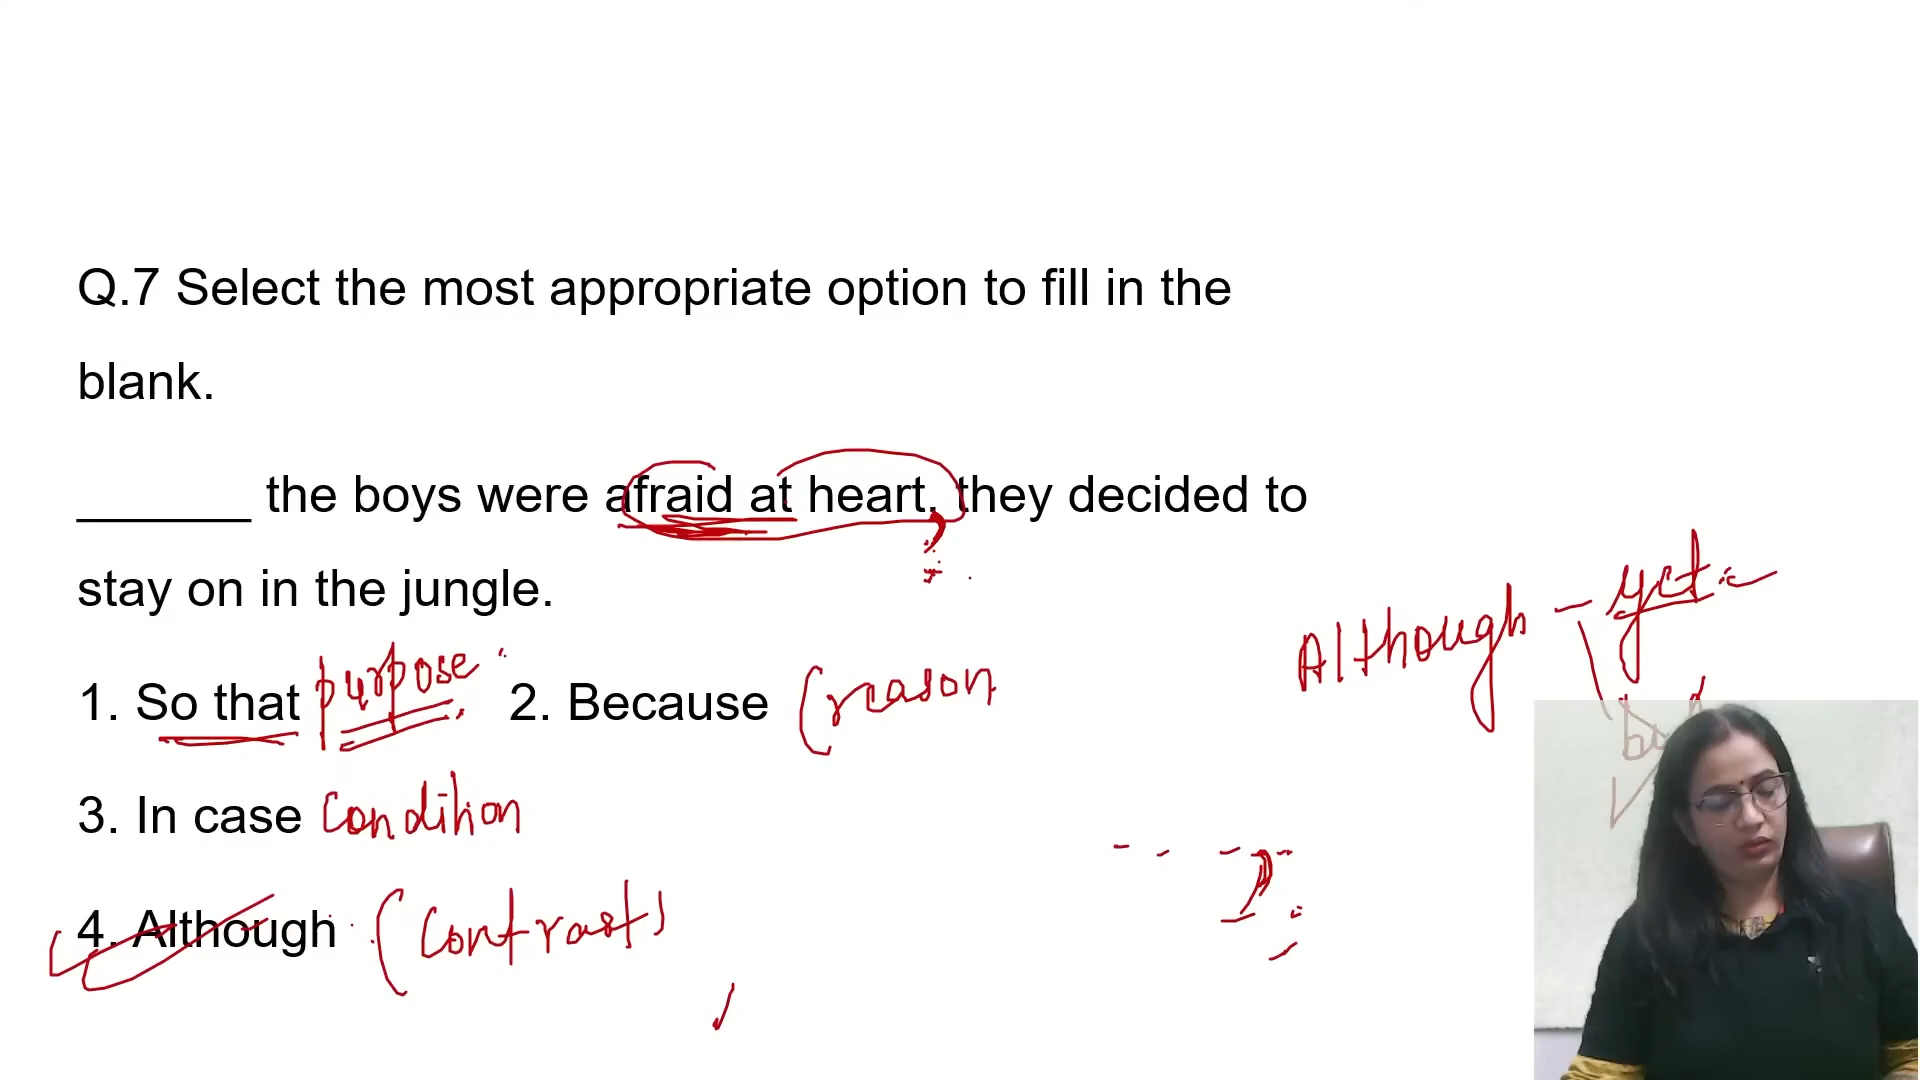 Q.7 Select the most appropriate option to fill in the
blank.
______ the boys were afraid at heart, they decided to
stay on in the jungle.
Although - yet
1. So that purpose 2. Because (reason
3. In case condition
4. Although (contrast)